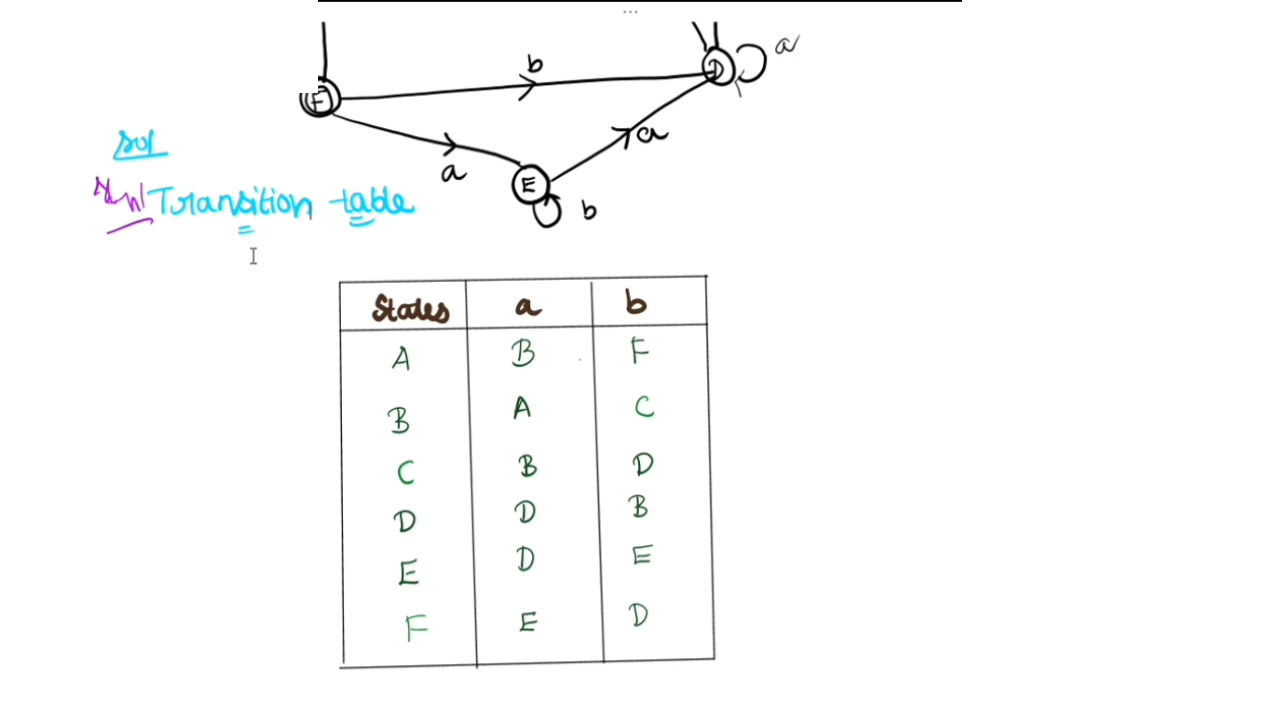 a
b
D
F
a
Sol
a
E
b
Transition table
States a b
A B F
B A C
C B D
D D B
E D E
F E D